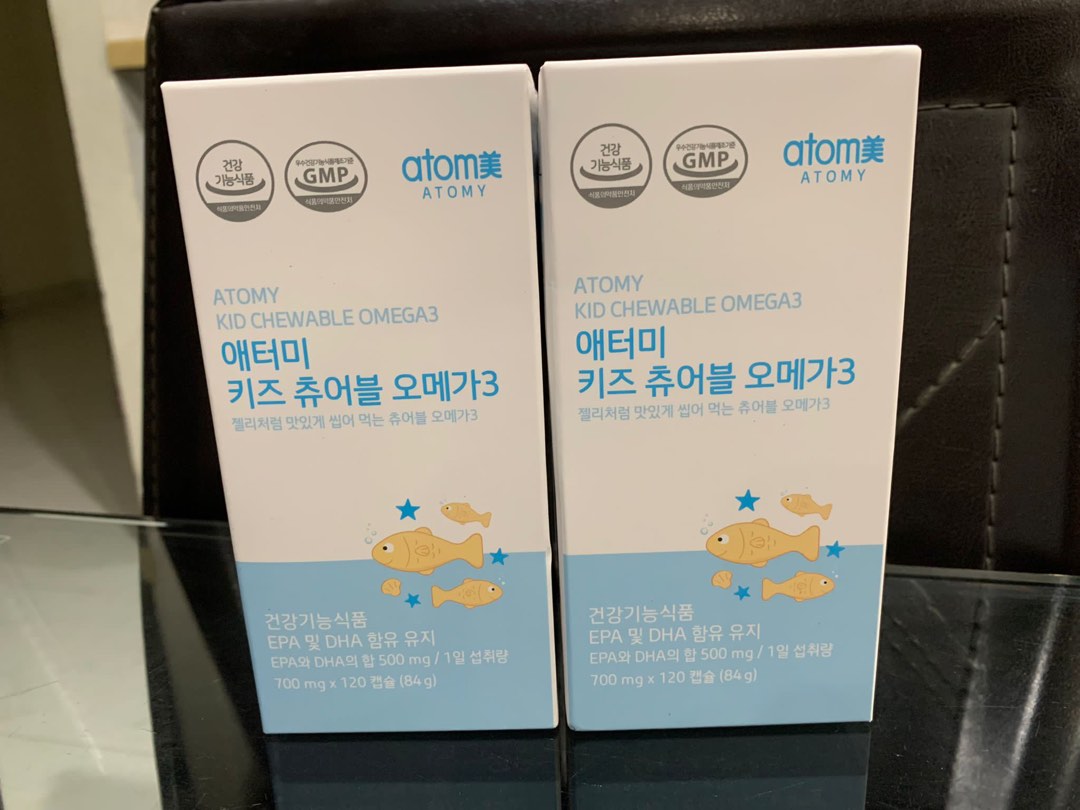 건강
기능식품
식품의약품안전처
우수건강기능식품제조기준
GMP
식품의약품안전처
atom美
ATOMY
ATOMY
KID CHEWABLE OMEGA3
애터미
키즈 츄어블 오메가3
젤리처럼 맛있게 씹어 먹는 츄어블 오메가3
건강기능식품
EPA 및 DHA 함유 유지
EPA와 DHA의 합 500 mg / 1일 섭취량
700 mg x 120 캡슐 (84 g)
건강
기능식품
식품의약품안전처
우수건강기능식품제조기준
GMP
식품의약품안전처
atom美
ATOMY
ATOMY
KID CHEWABLE OMEGA3
애터미
키즈 츄어블 오메가3
젤리처럼 맛있게 씹어 먹는 츄어블 오메가3
건강기능식품
EPA 및 DHA 함유 유지
EPA와 DHA의 합 500 mg / 1일 섭취량
700 mg x 120 캡슐 (84 g)